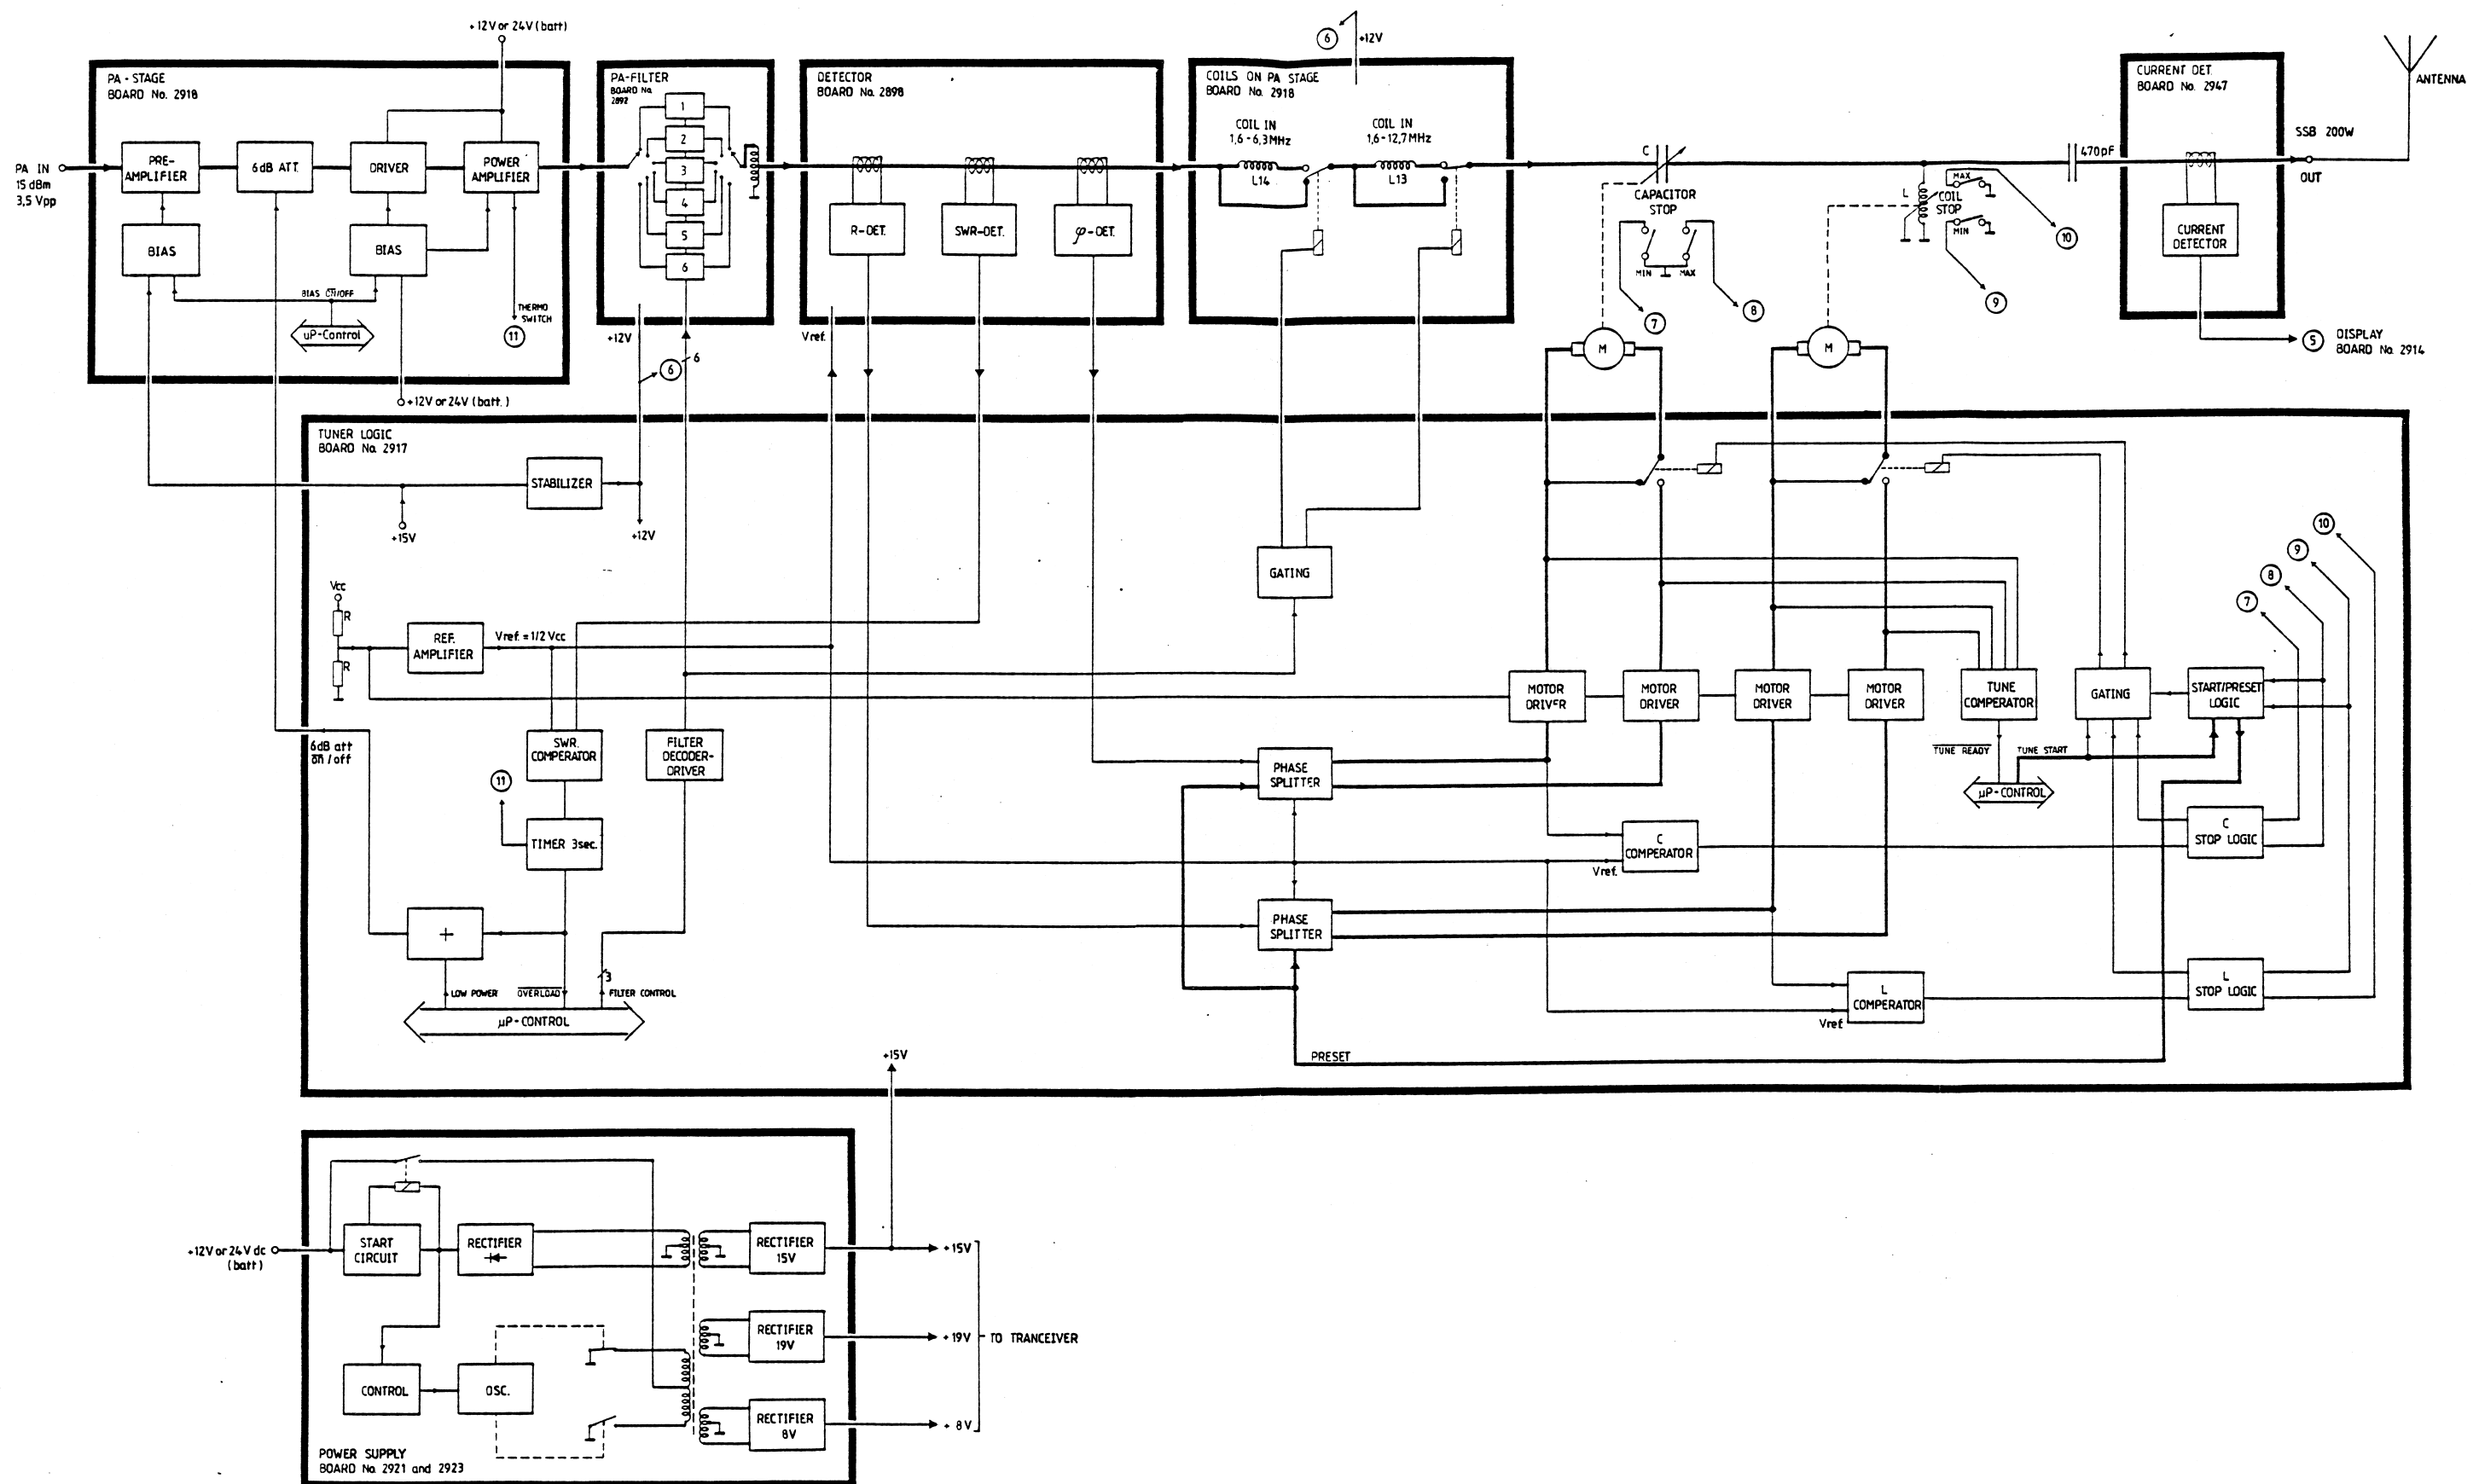 +12V or 24V (batt)
PA - STAGE
BOARD No. 2918
PA IN
15 dBm
3,5 Vpp
PRE-
AMPLIFIER
6dB ATT.
DRIVER
POWER
AMPLIFIER
BIAS
BIAS
BIAS ON/OFF
µP-Control
THERMO
SWITCH
11
+12V or 24V (batt.)
PA-FILTER
BOARD No.
2892
1
2
3
4
5
6
+12V
6
6
DETECTOR
BOARD No. 2898
R-DET.
SWR-DET.
φ-DET.
Vref.
6
+12V
COILS ON PA STAGE
BOARD No. 2918
COIL IN
1,6-6,3MHz
COIL IN
1,6-12,7MHz
L14
L13
C
CAPACITOR
STOP
MIN
MAX
7
8
M
L
MAX
COIL
STOP
MIN
10
9
M
470pF
CURRENT DET.
BOARD No. 2947
CURRENT
DETECTOR
SSB 200W
OUT
ANTENNA
5
DISPLAY
BOARD No. 2914
TUNER LOGIC
BOARD No. 2917
STABILIZER
+15V
+12V
Vcc
R
R
REF.
AMPLIFIER
Vref. = 1/2 Vcc
GATING
6dB att
on / off
SWR.
COMPERATOR
FILTER
DECODER-
DRIVER
11
TIMER 3sec.
+
LOW POWER
OVERLOAD
3
FILTER CONTROL
µP-CONTROL
PHASE
SPLITTER
PHASE
SPLITTER
MOTOR
DRIVER
MOTOR
DRIVER
MOTOR
DRIVER
MOTOR
DRIVER
TUNE
COMPERATOR
GATING
START/PRESET
LOGIC
10
9
8
7
TUNE READY
TUNE START
µP-CONTROL
C
COMPERATOR
Vref.
C
STOP LOGIC
L
COMPERATOR
Vref
L
STOP LOGIC
PRESET
+15V
+12V or 24V dc
(batt)
START
CIRCUIT
RECTIFIER
RECTIFIER
15V
+15V
RECTIFIER
19V
+19V
TO TRANCEIVER
CONTROL
OSC.
RECTIFIER
8V
+ 8V
POWER SUPPLY
BOARD No. 2921 and 2923